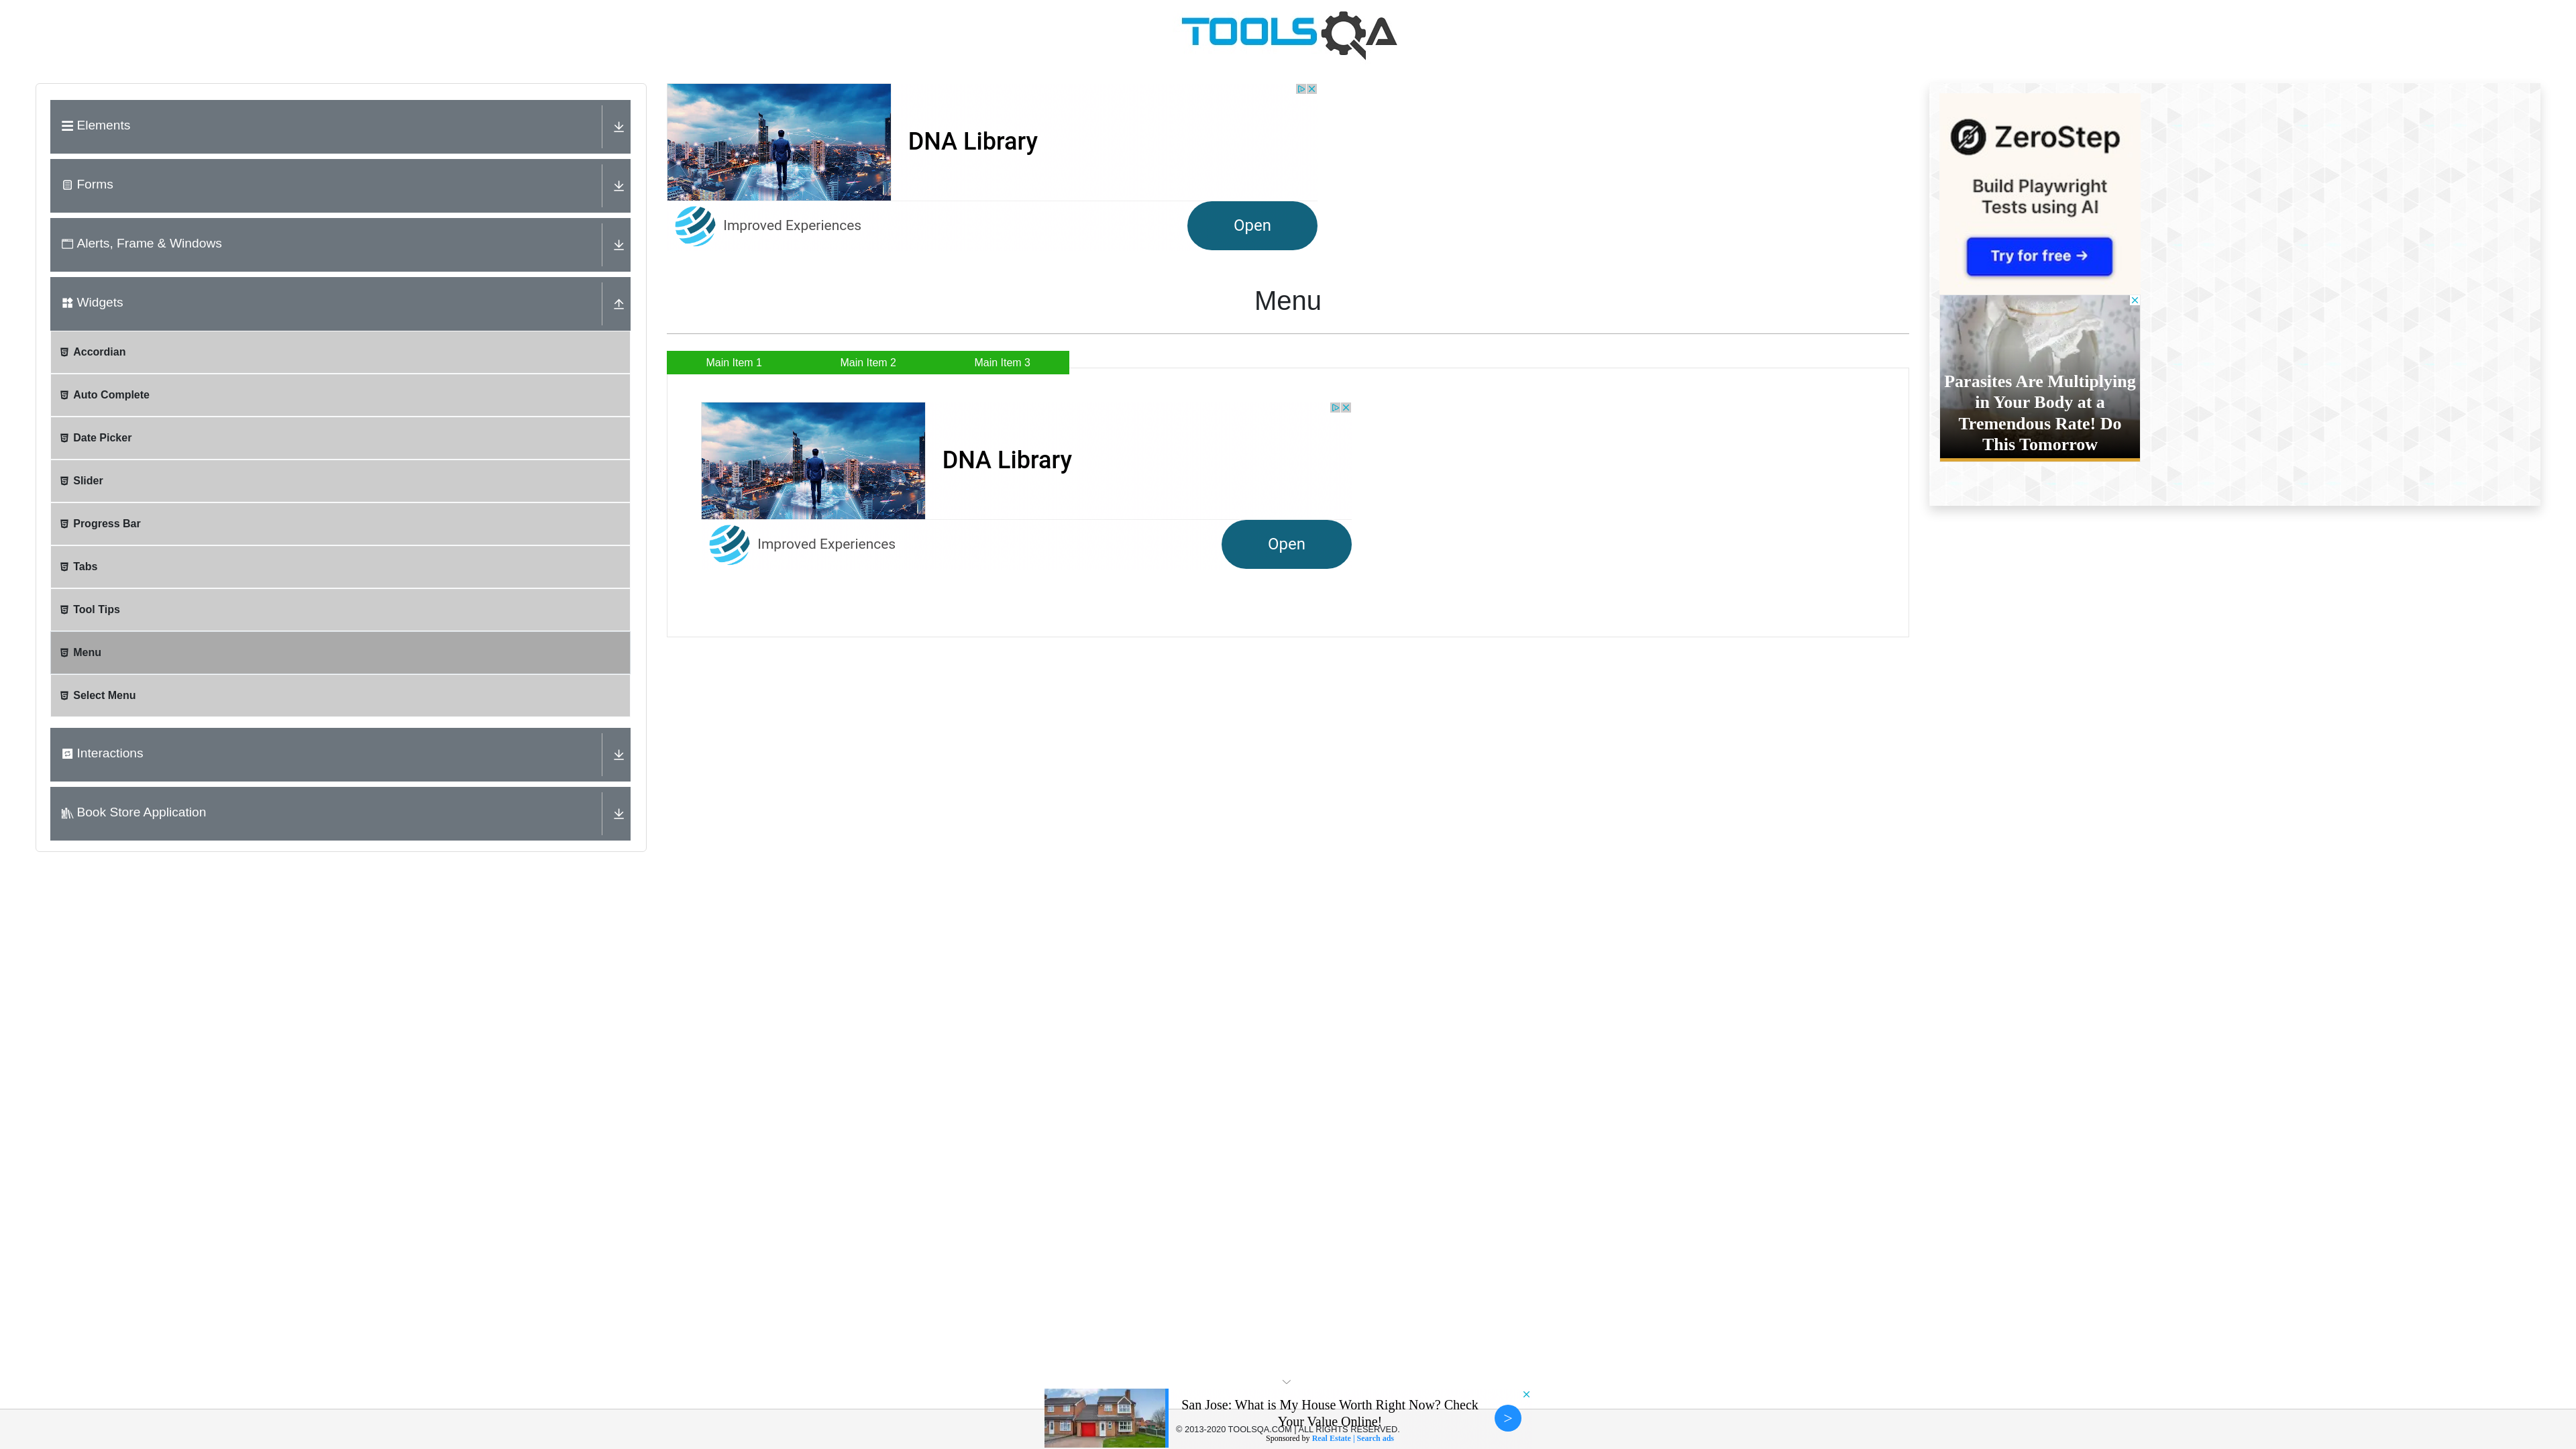 TOOLSQA
Elements
Forms
Alerts, Frame & Windows
Widgets
Accordian
Auto Complete
Date Picker
Slider
Progress Bar
Tabs
Tool Tips
Menu
Select Menu
Interactions
Book Store Application
DNA Library
Improved Experiences
Open
Menu
Main Item 1
Main Item 2
Main Item 3
DNA Library
Improved Experiences
Open
ZeroStep
Build Playwright
Tests using AI
Try for free →
Parasites Are Multiplying
in Your Body at a
Tremendous Rate! Do
This Tomorrow
San Jose: What is My House Worth Right Now? Check
Your Value Online!
>
© 2013-2020 TOOLSQA.COM | ALL RIGHTS RESERVED.
Sponsored by Real Estate | Search ads